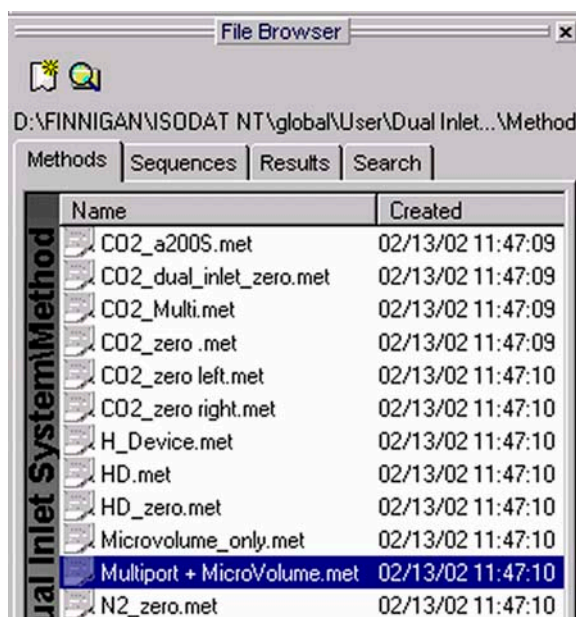 File Browser
D:\FINNIGAN\ISODAT NT\global\User\Dual Inlet...\Method
Methods Sequences Results Search
Name Created
CO2_a200S.met 02/13/02 11:47:09
CO2_dual_inlet_zero.met 02/13/02 11:47:09
CO2_Multi.met 02/13/02 11:47:09
CO2_zero .met 02/13/02 11:47:09
CO2_zero left.met 02/13/02 11:47:10
CO2_zero right.met 02/13/02 11:47:10
H_Device.met 02/13/02 11:47:10
HD.met 02/13/02 11:47:10
HD_zero.met 02/13/02 11:47:10
Microvolume_only.met 02/13/02 11:47:10
Multiport + MicroVolume.met 02/13/02 11:47:10
N2_zero.met 02/13/02 11:47:10
ual Inlet System\Method